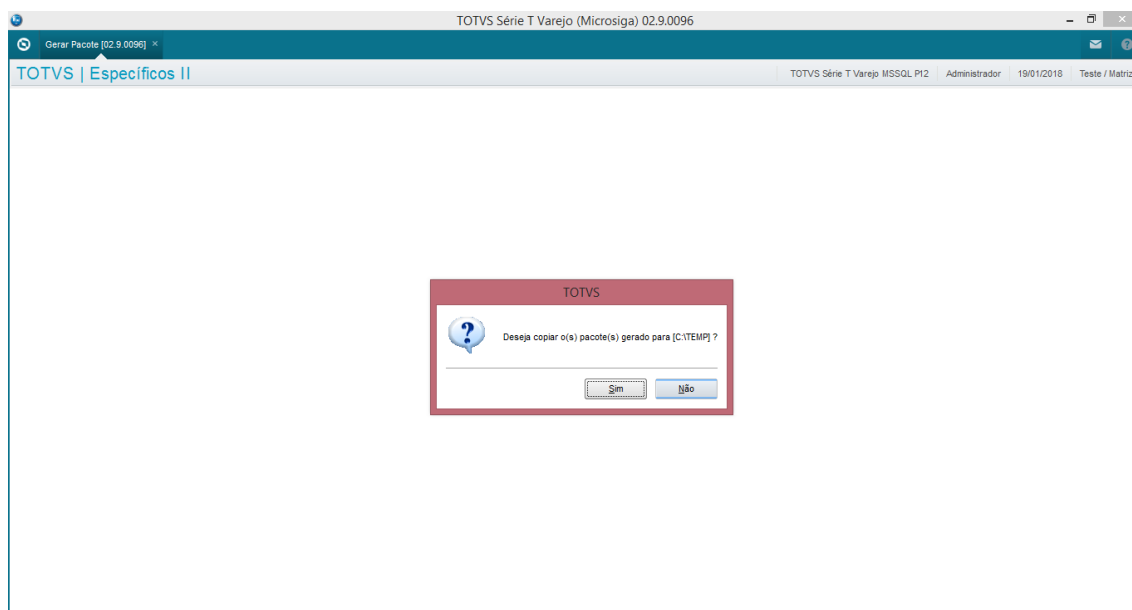 TOTVS Série T Varejo (Microsiga) 02.9.0096
Gerar Pacote [02.9.0096]
TOTVS | Específicos II
TOTVS Série T Varejo MSSQL P12 Administrador 19/01/2018 Teste / Matriz
TOTVS
Deseja copiar o(s) pacote(s) gerado para [C:\TEMP] ?
Sim Não